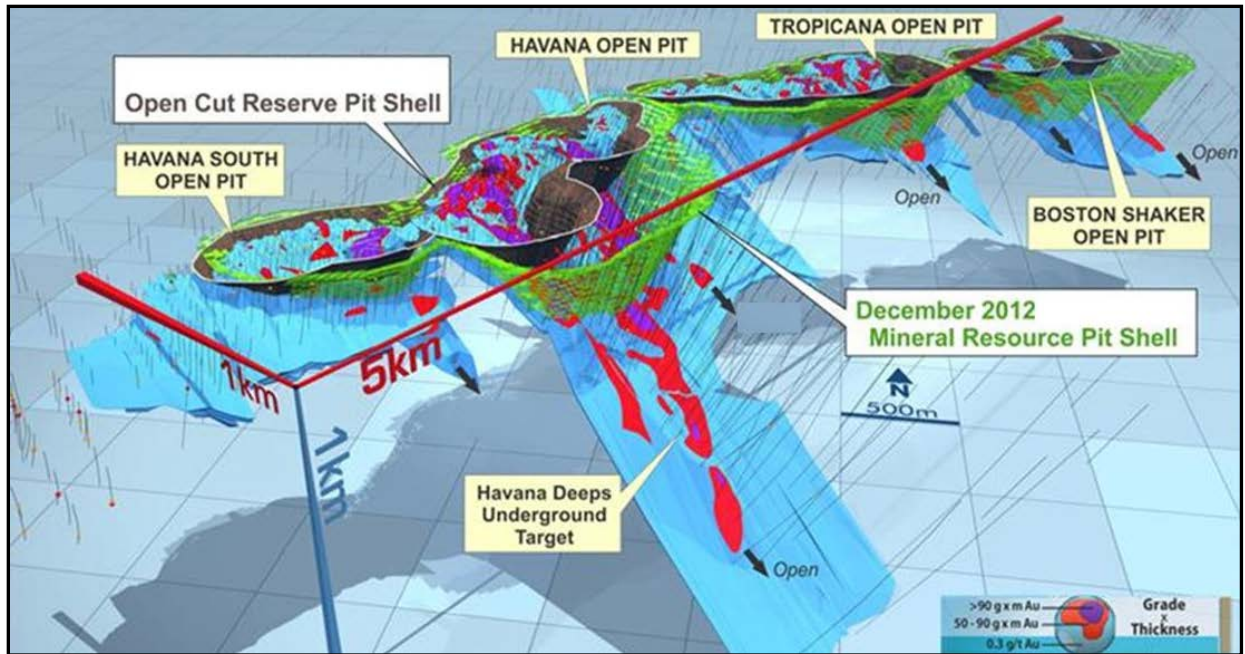 TROPICANA OPEN PIT
HAVANA OPEN PIT
Open Cut Reserve Pit Shell
HAVANA SOUTH
OPEN PIT
Open
Open
BOSTON SHAKER
OPEN PIT
December 2012
Mineral Resource Pit Shell
1km
5km
N
500m
1km
Havana Deeps
Underground
Target
Open
>90 g x m Au
50 - 90 g x m Au
0.3 g/t Au
Grade
x
Thickness